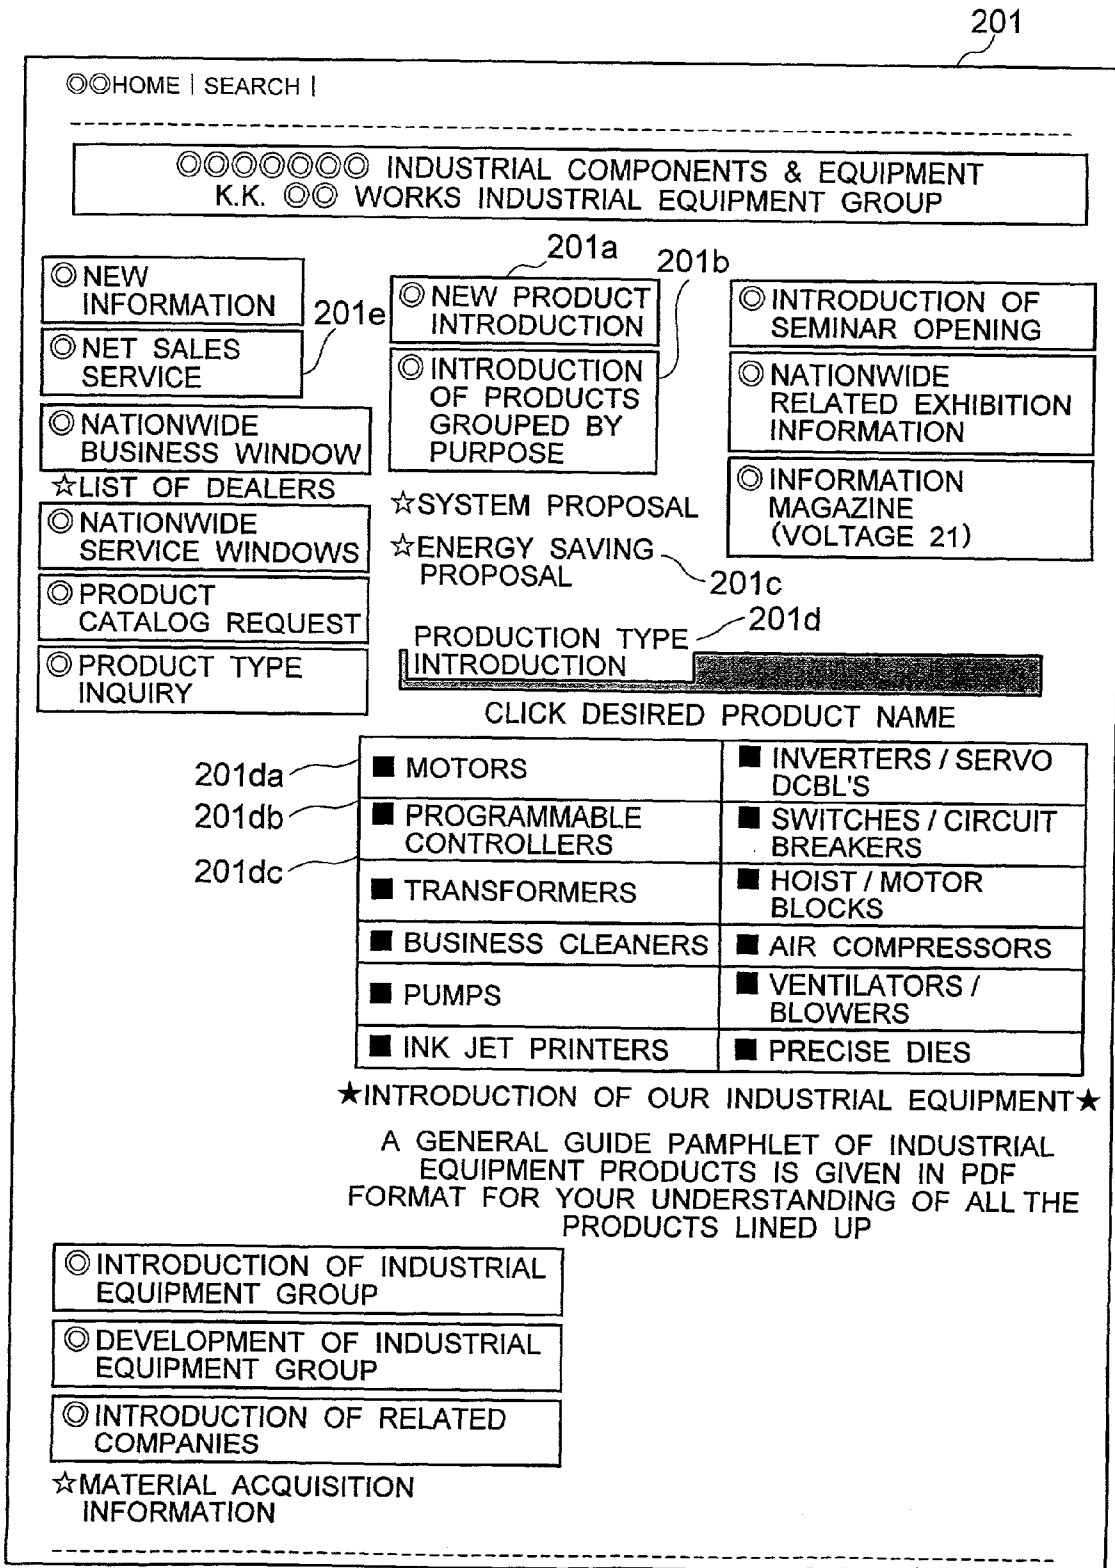 201
◎◎HOME | SEARCH |
◎◎◎◎◎◎◎ INDUSTRIAL COMPONENTS & EQUIPMENT
K.K. ◎◎ WORKS INDUSTRIAL EQUIPMENT GROUP
◎ NEW
INFORMATION
201e
◎ NET SALES
SERVICE
◎ NATIONWIDE
BUSINESS WINDOW
☆LIST OF DEALERS
◎ NATIONWIDE
SERVICE WINDOWS
◎ PRODUCT
CATALOG REQUEST
◎ PRODUCT TYPE
INQUIRY
201a
201b
◎ NEW PRODUCT
INTRODUCTION
◎ INTRODUCTION
OF PRODUCTS
GROUPED BY
PURPOSE
☆SYSTEM PROPOSAL
☆ENERGY SAVING
PROPOSAL
201c
◎ INTRODUCTION OF
SEMINAR OPENING
◎ NATIONWIDE
RELATED EXHIBITION
INFORMATION
◎ INFORMATION
MAGAZINE
(VOLTAGE 21)
201d
PRODUCTION TYPE
INTRODUCTION
CLICK DESIRED PRODUCT NAME
201da
■ MOTORS
■ INVERTERS / SERVO
DCBL'S
201db
■ PROGRAMMABLE
CONTROLLERS
■ SWITCHES / CIRCUIT
BREAKERS
201dc
■ TRANSFORMERS
■ HOIST / MOTOR
BLOCKS
■ BUSINESS CLEANERS
■ AIR COMPRESSORS
■ PUMPS
■ VENTILATORS /
BLOWERS
■ INK JET PRINTERS
■ PRECISE DIES
★INTRODUCTION OF OUR INDUSTRIAL EQUIPMENT★
A GENERAL GUIDE PAMPHLET OF INDUSTRIAL
EQUIPMENT PRODUCTS IS GIVEN IN PDF
FORMAT FOR YOUR UNDERSTANDING OF ALL THE
PRODUCTS LINED UP
◎ INTRODUCTION OF INDUSTRIAL
EQUIPMENT GROUP
◎ DEVELOPMENT OF INDUSTRIAL
EQUIPMENT GROUP
◎ INTRODUCTION OF RELATED
COMPANIES
☆MATERIAL ACQUISITION
INFORMATION